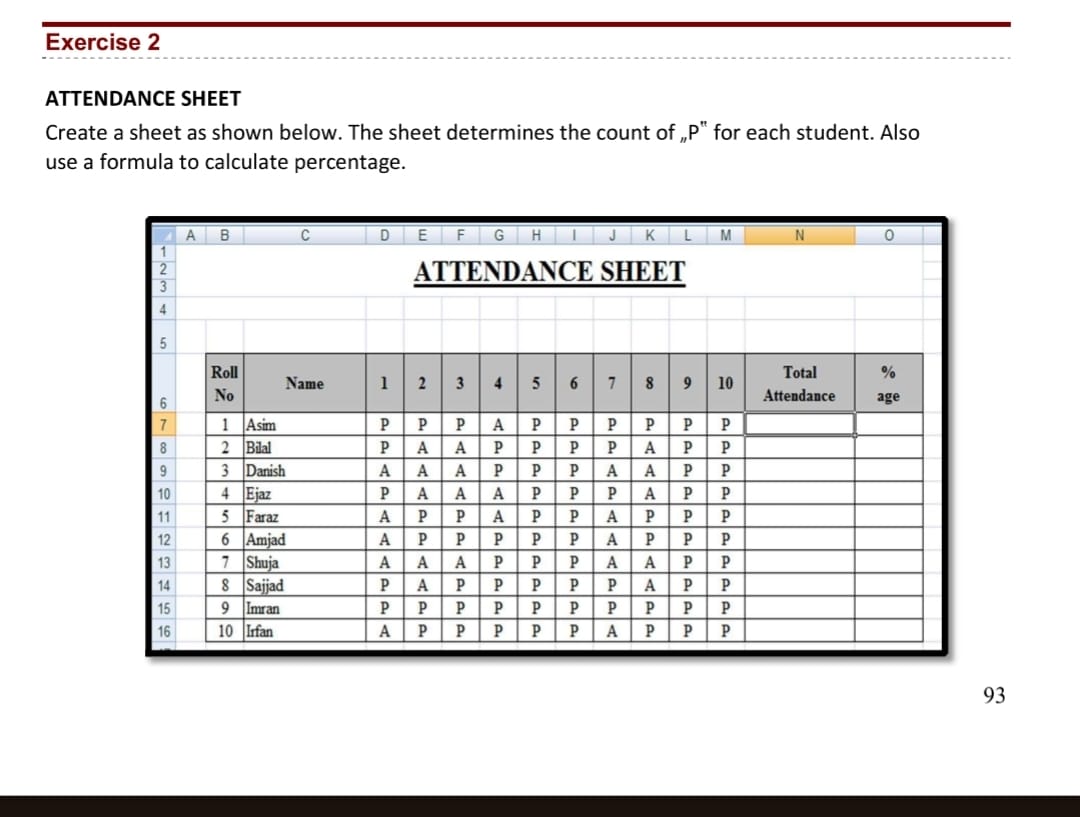 Exercise 2
ATTENDANCE SHEET
Create a sheet as shown below. The sheet determines the count of „P‟ for each student. Also
use a formula to calculate percentage.
A B C D E F G H I J K L M N O
1
2
3
ATTENDANCE SHEET
4
5
6 Roll No Name 1 2 3 4 5 6 7 8 9 10 Total Attendance % age
7 1 Asim P P P A P P P P P P
8 2 Bilal P A A P P P P A P P
9 3 Danish A A A P P P A A P P
10 4 Ejaz P A A A P P P A P P
11 5 Faraz A P P A P P A P P P
12 6 Amjad A P P P P P A P P P
13 7 Shuja A A A P P P A A P P
14 8 Sajjad P A P P P P P A P P
15 9 Imran P P P P P P P P P P
16 10 Irfan A P P P P P A P P P
93